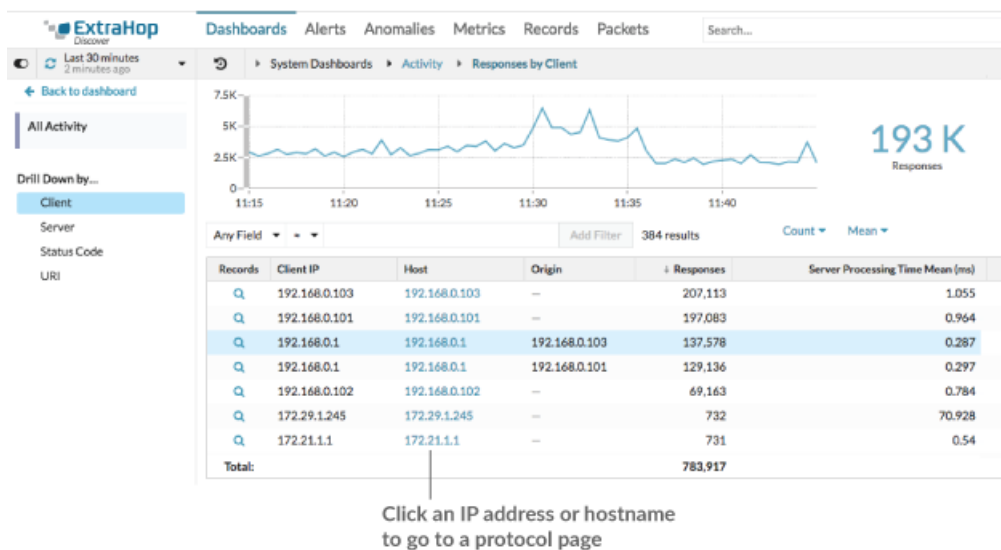 ExtraHop
Discover
Dashboards Alerts Anomalies Metrics Records Packets Search...
Last 30 minutes
2 minutes ago
System Dashboards Activity Responses by Client
Back to dashboard
All Activity
Drill Down by...
Client
Server
Status Code
URI
7.5K
5K
2.5K
0
11:15 11:20 11:25 11:30 11:35 11:40
193 K
Responses
Any Field = Add Filter 384 results Count Mean
Records Client IP Host Origin ↓ Responses Server Processing Time Mean (ms)
192.168.0.103 192.168.0.103 — 207,113 1.055
192.168.0.101 192.168.0.101 — 197,083 0.964
192.168.0.1 192.168.0.1 192.168.0.103 137,578 0.287
192.168.0.1 192.168.0.1 192.168.0.101 129,136 0.297
192.168.0.102 192.168.0.102 — 69,163 0.784
172.29.1.245 172.29.1.245 — 732 70.928
172.21.1.1 172.21.1.1 — 731 0.54
Total: 783,917
Click an IP address or hostname
to go to a protocol page